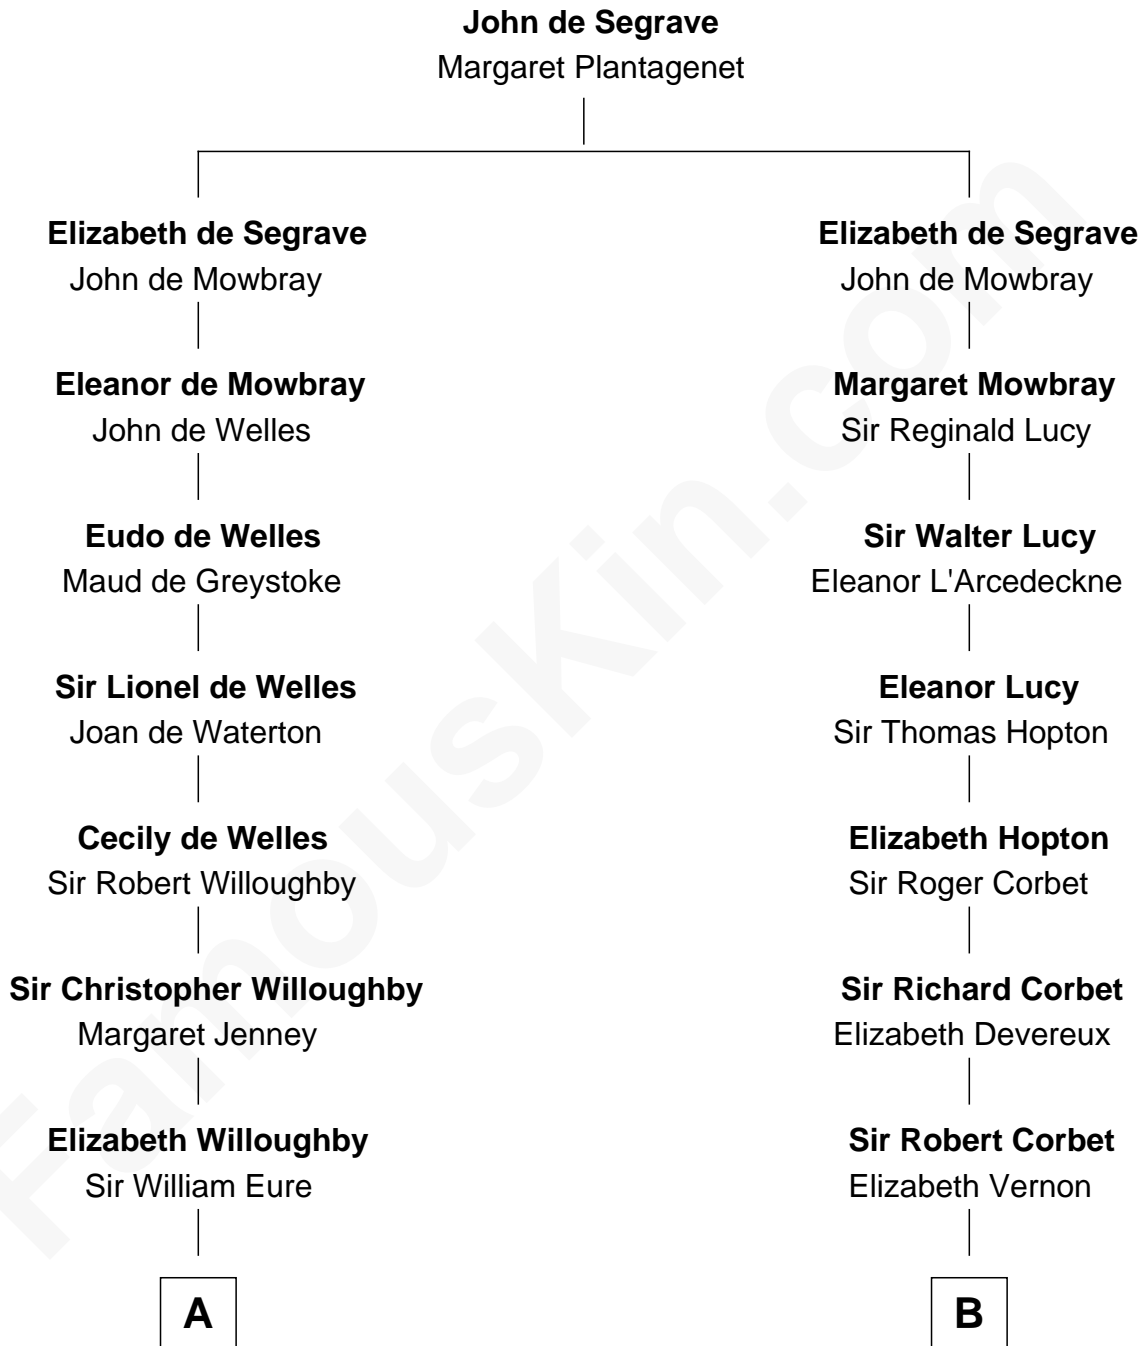 John de Segrave
Margaret Plantagenet
Elizabeth de Segrave
John de Mowbray
Eleanor de Mowbray
John de Welles
Eudo de Welles
Maud de Greystoke
Sir Lionel de Welles
Joan de Waterton
Cecily de Welles
Sir Robert Willoughby
Sir Christopher Willoughby
Margaret Jenney
Elizabeth Willoughby
Sir William Eure
A
Elizabeth de Segrave
John de Mowbray
Margaret Mowbray
Sir Reginald Lucy
Sir Walter Lucy
Eleanor L'Arcedeckne
Eleanor Lucy
Sir Thomas Hopton
Elizabeth Hopton
Sir Roger Corbet
Sir Richard Corbet
Elizabeth Devereux
Sir Robert Corbet
Elizabeth Vernon
B
FamousKin.com